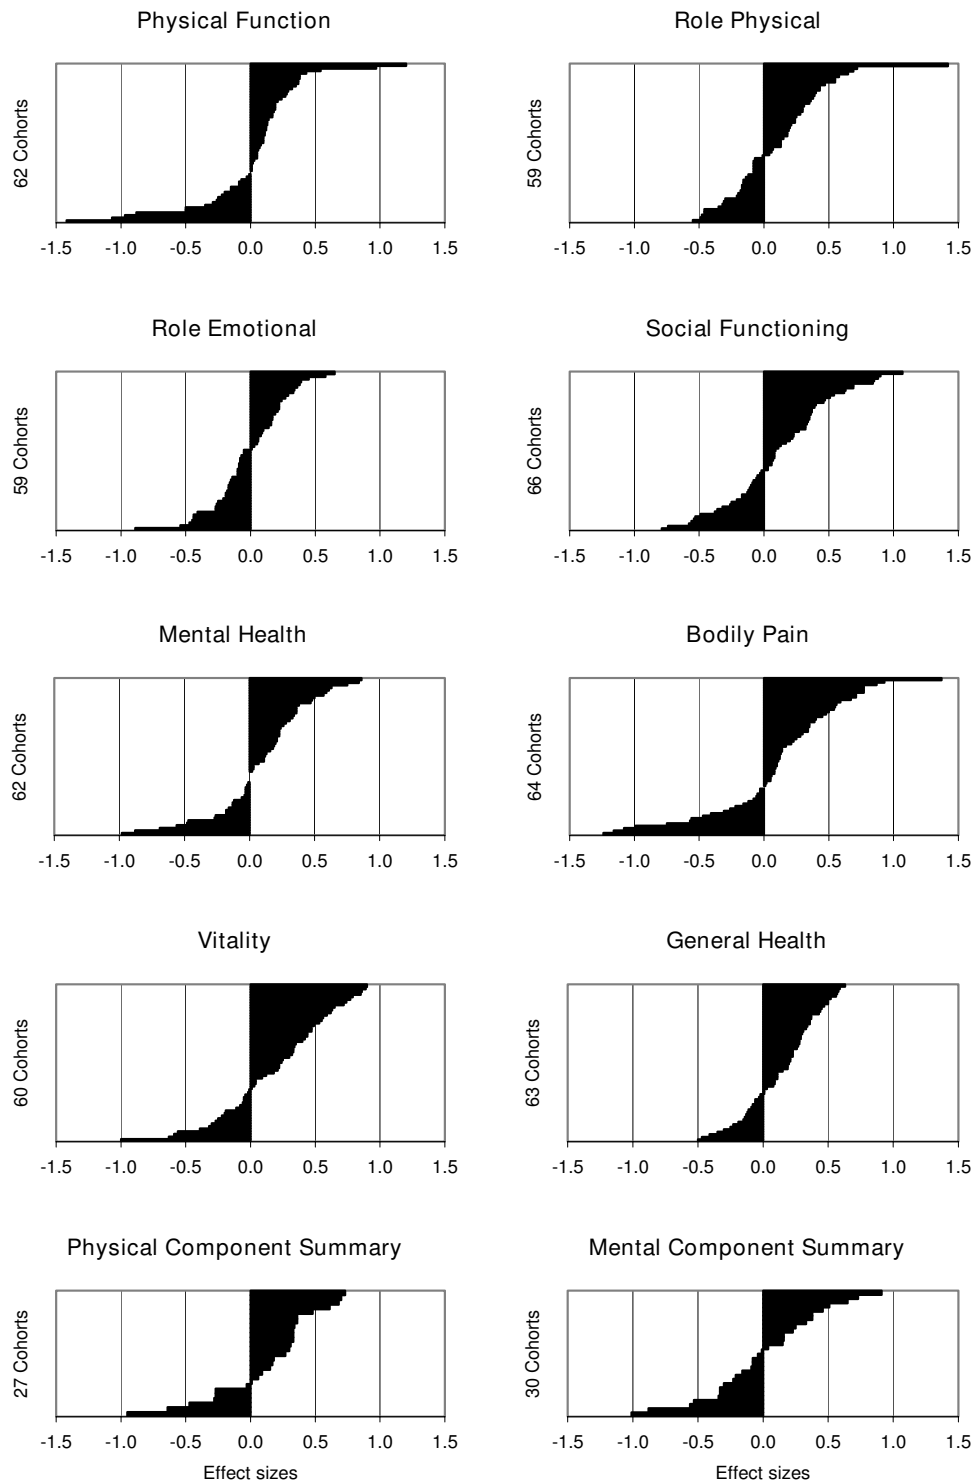 Physical Function
Role Physical
62 Cohorts
59 Cohorts
-1.5 -1.0 -0.5 0.0 0.5 1.0 1.5
-1.5 -1.0 -0.5 0.0 0.5 1.0 1.5
Role Emotional
Social Functioning
59 Cohorts
66 Cohorts
-1.5 -1.0 -0.5 0.0 0.5 1.0 1.5
-1.5 -1.0 -0.5 0.0 0.5 1.0 1.5
Mental Health
Bodily Pain
62 Cohorts
64 Cohorts
-1.5 -1.0 -0.5 0.0 0.5 1.0 1.5
-1.5 -1.0 -0.5 0.0 0.5 1.0 1.5
Vitality
General Health
60 Cohorts
63 Cohorts
-1.5 -1.0 -0.5 0.0 0.5 1.0 1.5
-1.5 -1.0 -0.5 0.0 0.5 1.0 1.5
Physical Component Summary
Mental Component Summary
27 Cohorts
30 Cohorts
-1.5 -1.0 -0.5 0.0 0.5 1.0 1.5
-1.5 -1.0 -0.5 0.0 0.5 1.0 1.5
Effect sizes
Effect sizes